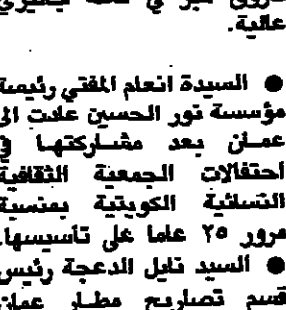 عالية.
● السيدة انعام المفتي رئيسة
مؤسسة نور الحسين عادت الى
عمان بعد مشاركتها في
احتفالات الجمعية الثقافية
النسائية الكويتية بمناسبة
مرور ٢٥ عاما على تأسيسها.
● السيد نايل الدعجة رئيس
قسم تصاريح مطار عمان